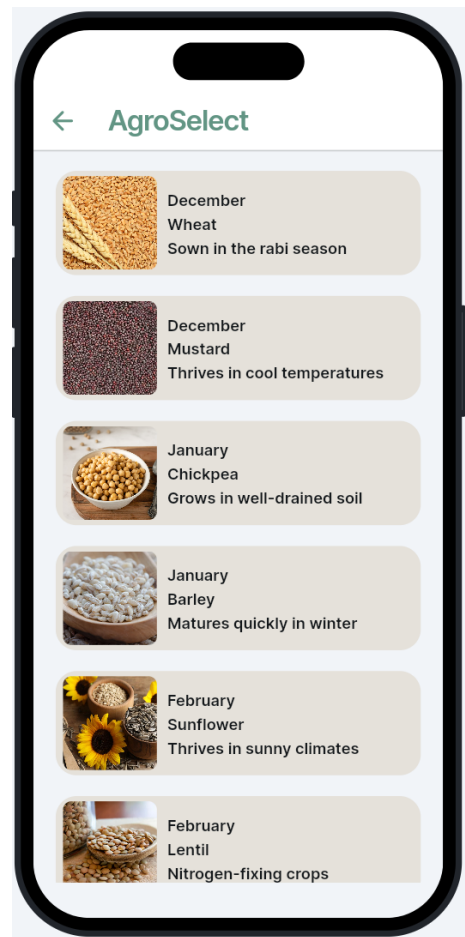 AgroSelect
December
Wheat
Sown in the rabi season
December
Mustard
Thrives in cool temperatures
January
Chickpea
Grows in well-drained soil
January
Barley
Matures quickly in winter
February
Sunflower
Thrives in sunny climates
February
Lentil
Nitrogen-fixing crops